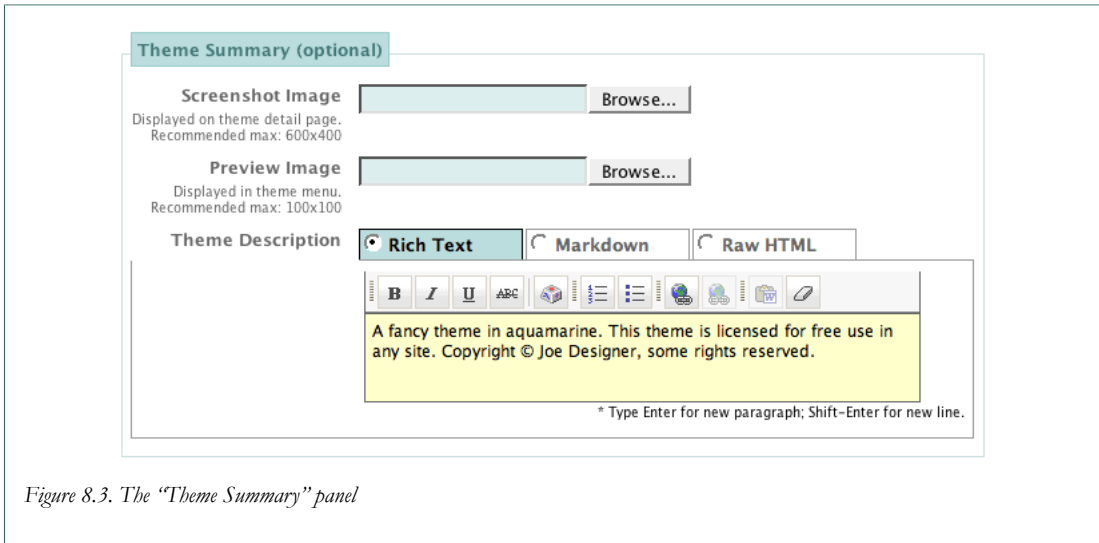 Theme Summary (optional)
Screenshot Image
Browse...
Displayed on theme detail page.
Recommended max: 600x400
Preview Image
Browse...
Displayed in theme menu.
Recommended max: 100x100
Theme Description
Rich Text
Markdown
Raw HTML
B I U ABC
A fancy theme in aquamarine. This theme is licensed for free use in
any site. Copyright © Joe Designer, some rights reserved.
* Type Enter for new paragraph; Shift-Enter for new line.
Figure 8.3. The “Theme Summary” panel